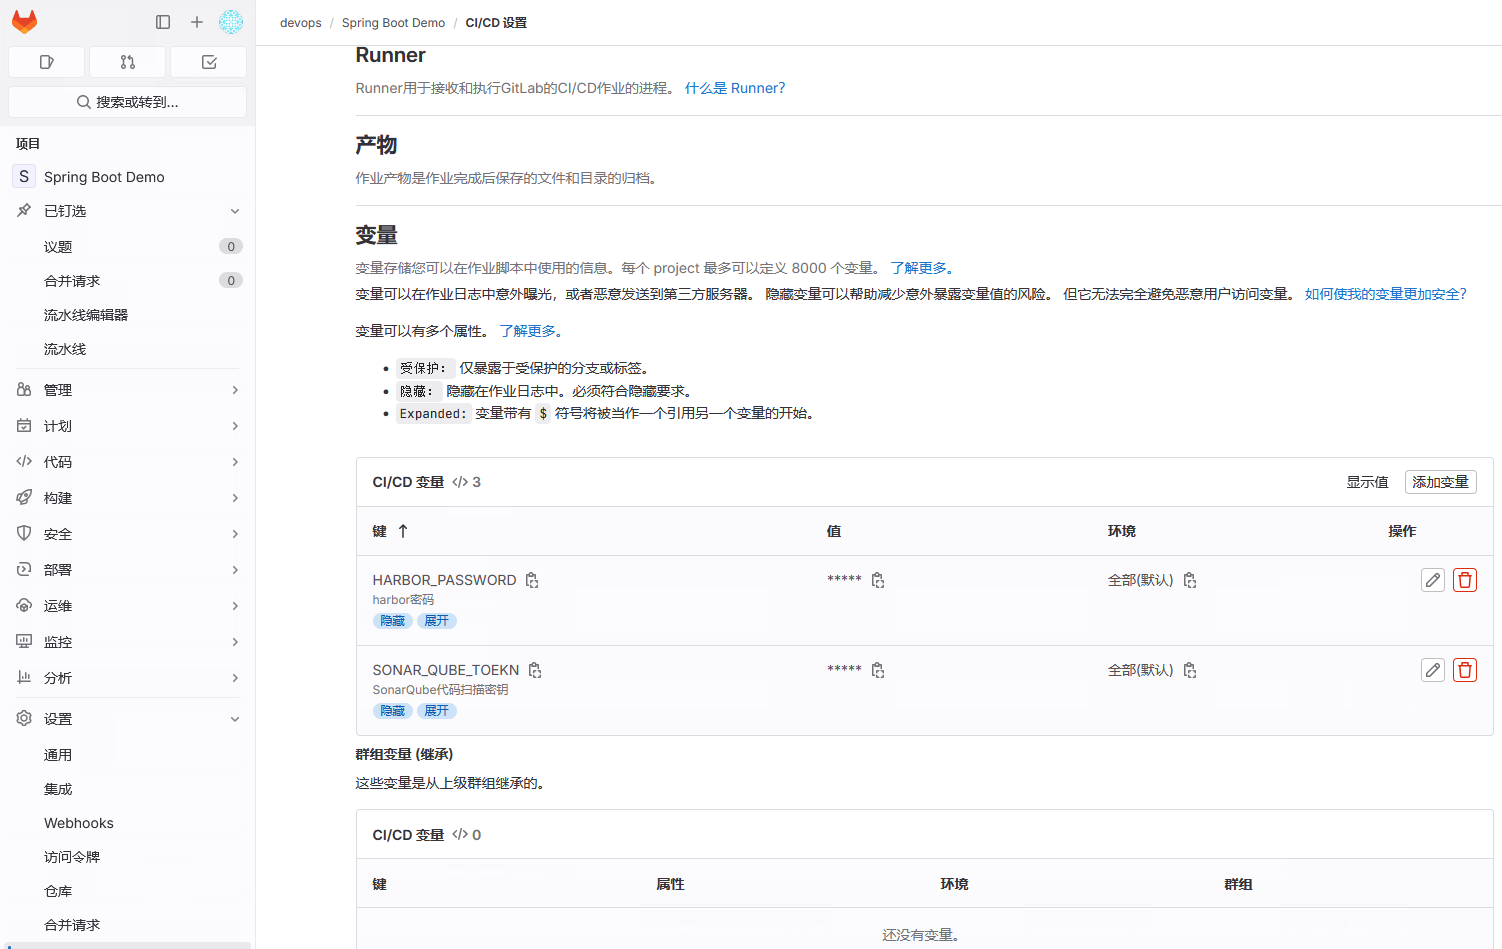 devops / Spring Boot Demo / CI/CD 设置
搜索或转到...
项目
S Spring Boot Demo
已钉选
议题 0
合并请求 0
流水线编辑器
流水线
管理
计划
代码
构建
安全
部署
运维
监控
分析
设置
通用
集成
Webhooks
访问令牌
仓库
合并请求
Runner
Runner用于接收和执行GitLab的CI/CD作业的进程。 什么是 Runner?
产物
作业产物是作业完成后保存的文件和目录的归档。
变量
变量存储您可以在作业脚本中使用的信息。每个 project 最多可以定义 8000 个变量。 了解更多。
变量可以在作业日志中意外曝光，或者恶意发送到第三方服务器。 隐藏变量可以帮助减少意外暴露变量值的风险。 但它无法完全避免恶意用户访问变量。 如何使我的变量更加安全？
变量可以有多个属性。 了解更多。
• 受保护： 仅暴露于受保护的分支或标签。
• 隐藏： 隐藏在作业日志中。必须符合隐藏要求。
• Expanded: 变量带有 $ 符号将被当作一个引用另一个变量的开始。
CI/CD 变量 </> 3 显示值 添加变量
键 ↑ 值 环境 操作
HARBOR_PASSWORD ***** 全部(默认)
harbor密码
隐藏 展开
SONAR_QUBE_TOEKN ***** 全部(默认)
SonarQube代码扫描密钥
隐藏 展开
群组变量 (继承)
这些变量是从上级群组继承的。
CI/CD 变量 </> 0
键 属性 环境 群组
还没有变量。